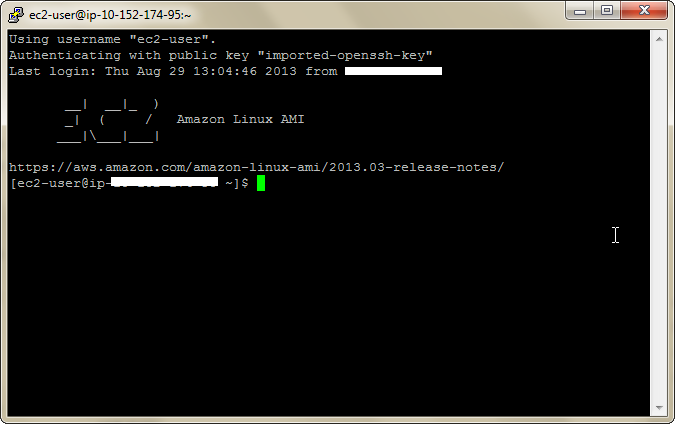 ec2-user@ip-10-152-174-95:~
Using username "ec2-user".
Authenticating with public key "imported-openssh-key"
Last login: Thu Aug 29 13:04:46 2013 from
       __|  __|_  )
       _|  (     /   Amazon Linux AMI
      ___|\___|___|
https://aws.amazon.com/amazon-linux-ami/2013.03-release-notes/
[ec2-user@ip- ~]$